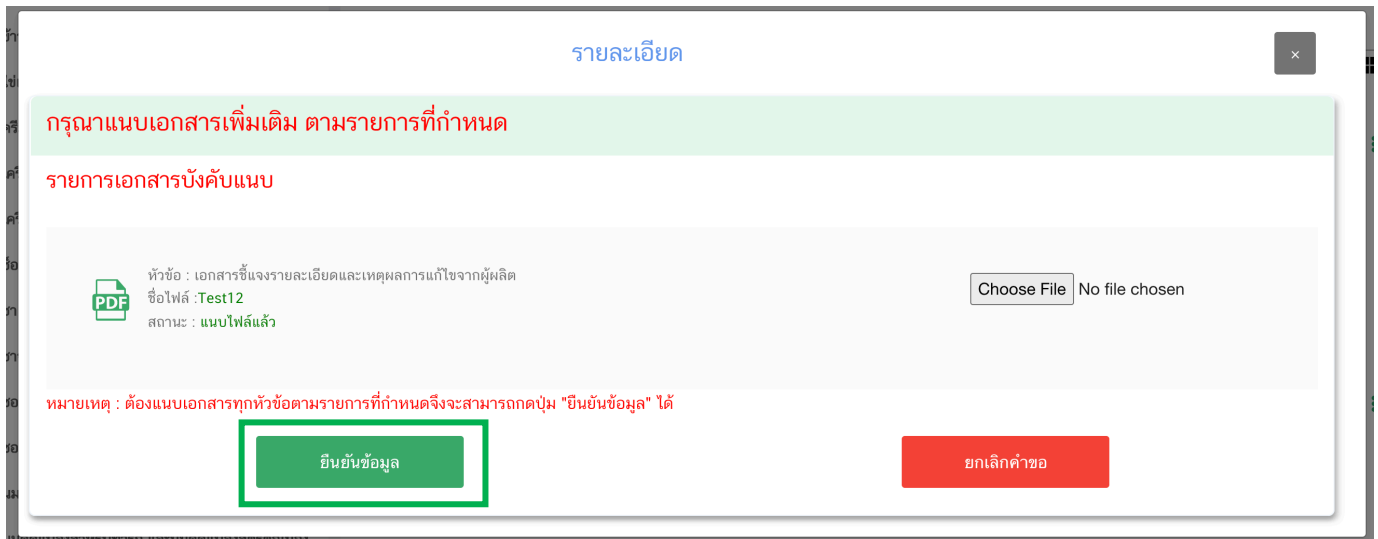 รายละเอียด
×
กรุณาแนบเอกสารเพิ่มเติม ตามรายการที่กำหนด
รายการเอกสารบังคับแนบ
หัวข้อ : เอกสารชี้แจงรายละเอียดและเหตุผลการแก้ไขจากผู้ผลิต
PDF
ชื่อไฟล์ :Test12
สถานะ : แนบไฟล์แล้ว
Choose File No file chosen
หมายเหตุ : ต้องแนบเอกสารทุกหัวข้อตามรายการที่กำหนดจึงจะสามารถกดปุ่ม "ยืนยันข้อมูล" ได้
ยืนยันข้อมูล
ยกเลิกคำขอ